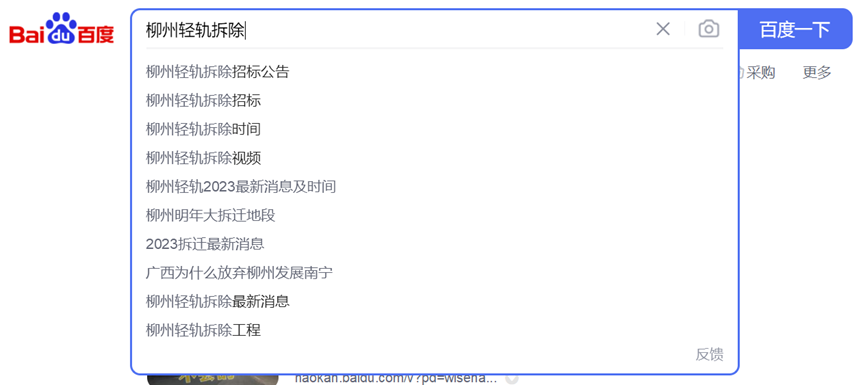 Bai du 百度
柳州轻轨拆除
百度一下
采购
更多
柳州轻轨拆除招标公告
柳州轻轨拆除招标
柳州轻轨拆除时间
柳州轻轨拆除视频
柳州轻轨2023最新消息及时间
柳州明年大拆迁地段
2023拆迁最新消息
广西为什么放弃柳州发展南宁
柳州轻轨拆除最新消息
柳州轻轨拆除工程
反馈
haokan.baidu.com/v?pd=wisena...